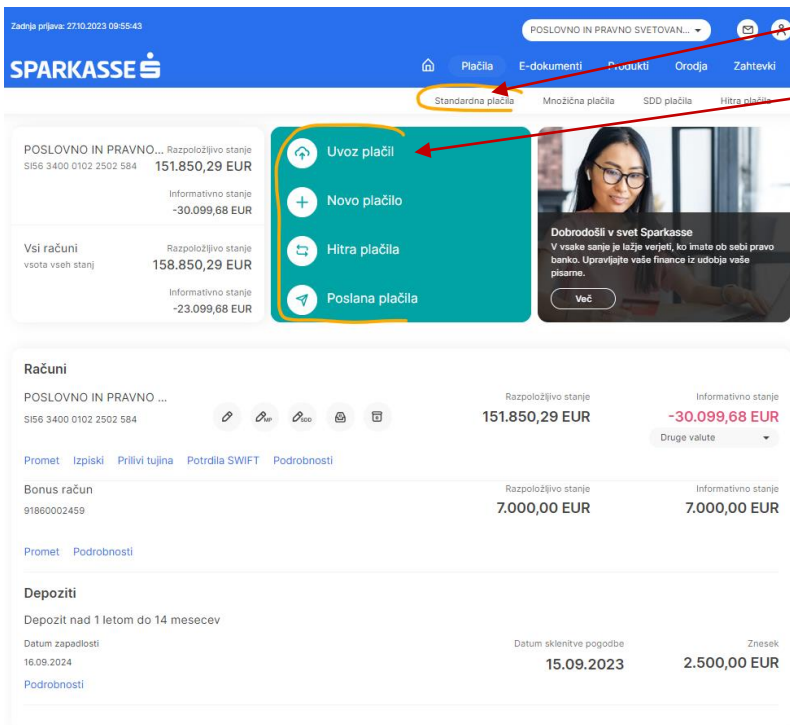 Zadnja prijava: 27.10.2023 09:55:43
POSLOVNO IN PRAVNO SVETOVAN...
SPARKASSE
Plačila E-dokumenti Produkti Orodja Zahtevki
Standardna plačila Množična plačila SDD plačila Hitra plačila
POSLOVNO IN PRAVNO... Razpoložljivo stanje
SI56 3400 0102 2502 584 151.850,29 EUR
Informativno stanje
-30.099,68 EUR
Vsi računi Razpoložljivo stanje
vsota vseh stanj 158.850,29 EUR
Informativno stanje
-23.099,68 EUR
Uvoz plačil
Novo plačilo
Hitra plačila
Poslana plačila
Dobrodošli v svet Sparkasse
V vsake sanje je lažje verjeti, ko imate ob sebi pravo
banko. Upravljajte vaše finance iz udobja vaše
pisarne.
Več
Računi
POSLOVNO IN PRAVNO ... Razpoložljivo stanje Informativno stanje
SI56 3400 0102 2502 584 MP SDD 151.850,29 EUR -30.099,68 EUR
Druge valute
Promet Izpiski Prilivi tujina Potrdila SWIFT Podrobnosti
Bonus račun Razpoložljivo stanje Informativno stanje
91860002459 7.000,00 EUR 7.000,00 EUR
Promet Podrobnosti
Depoziti
Depozit nad 1 letom do 14 mesecev
Datum zapadlosti Datum sklenitve pogodbe Znesek
16.09.2024 15.09.2023 2.500,00 EUR
Podrobnosti